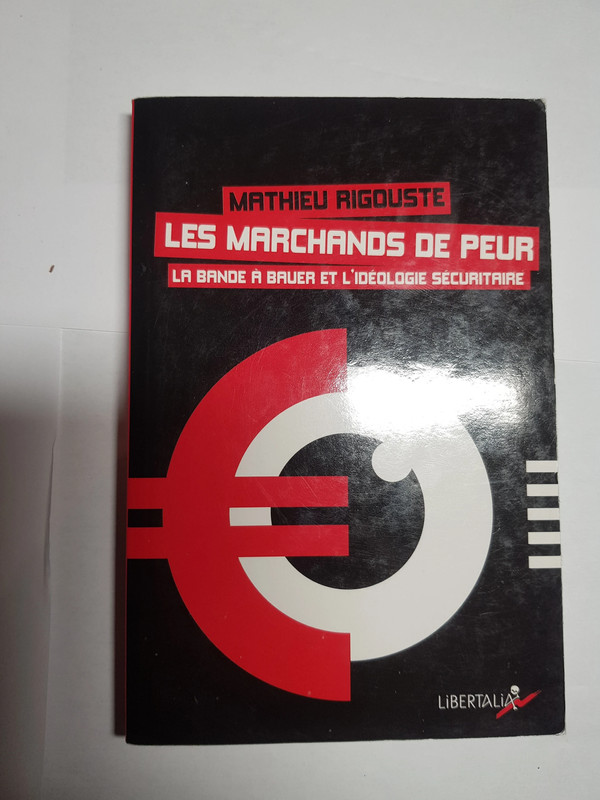 MATHIEU RIGOUSTE
LES MARCHANDS DE PEUR
LA BANDE À BAUER ET L'IDÉOLOGIE SÉCURITAIRE
LIBERTALIA